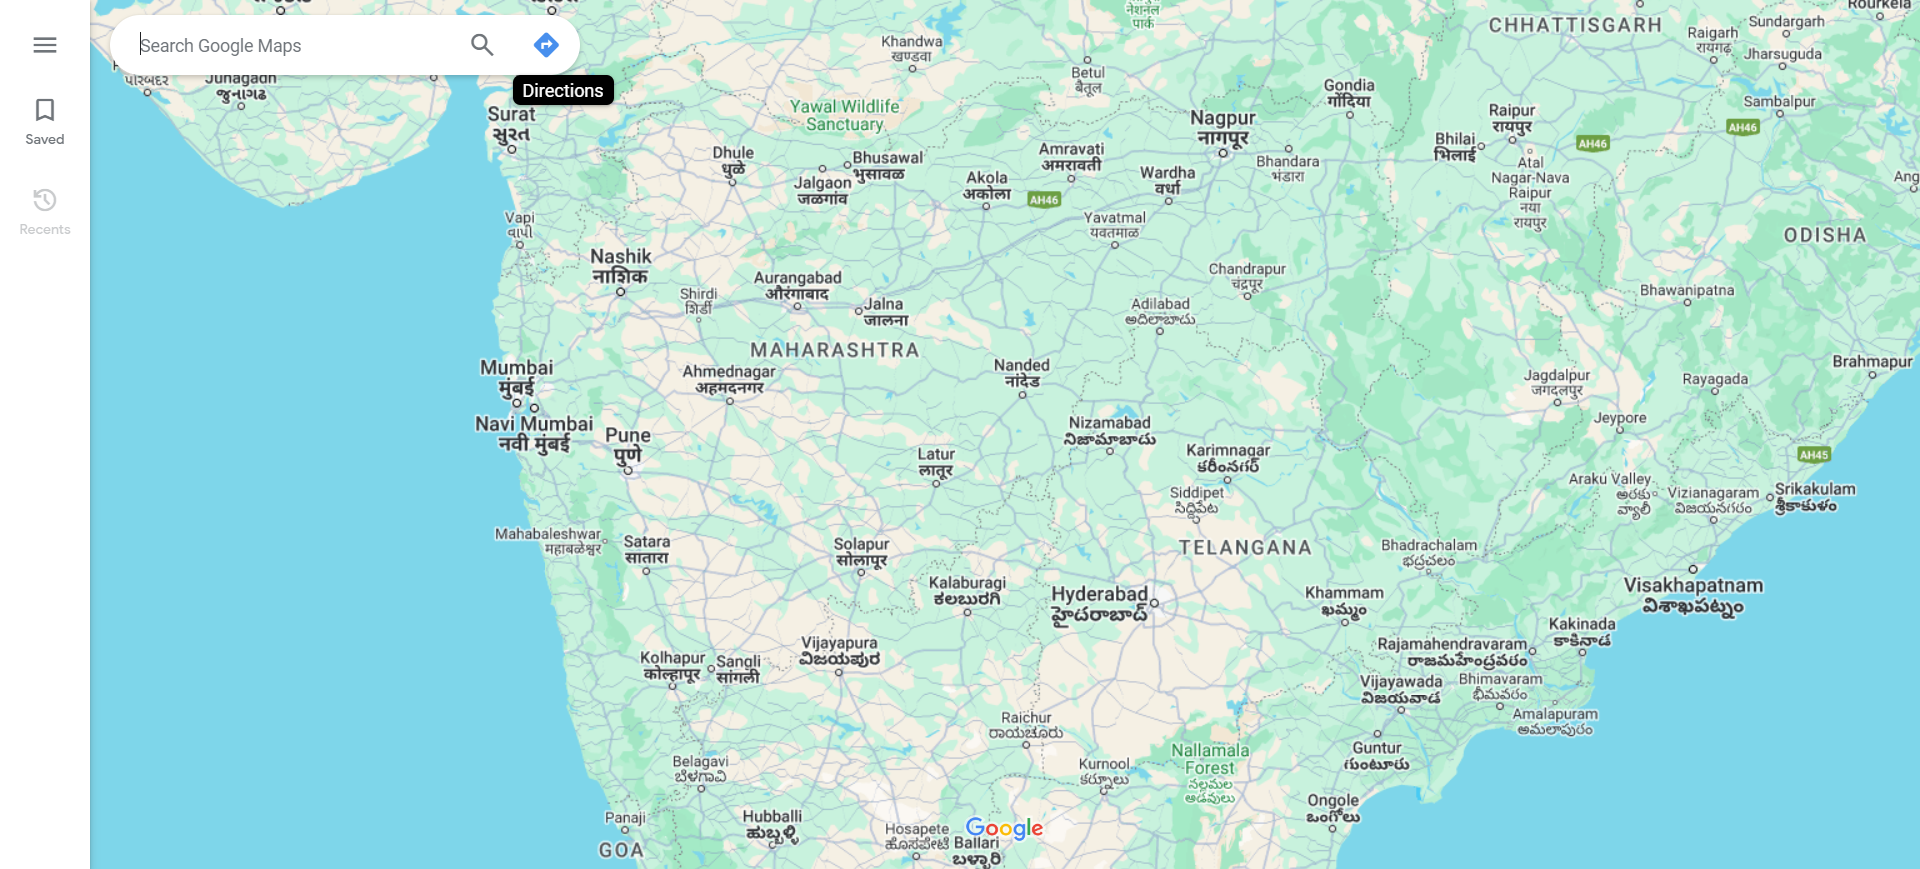 Search Google Maps
Directions
Saved
Recents
Junagadh
જૂનાગઢ
Surat
સુરત
Vapi
વાપી
Khandwa
खण्डवा
Betul
बैतूल
Yawal Wildlife
Sanctuary
Dhule
धुळे
Jalgaon
जळगांव
Bhusawal
भुसावळ
Akola
अकोला
Amravati
अमरावती
AH46
Nagpur
नागपूर
Wardha
वर्धा
Yavatmal
यवतमाळ
Bhandara
भंडारा
Gondia
गोंदिया
CHHATTISGARH
Raipur
रायपुर
Bhilai
भिलाई
AH46
Atal
Nagar-Nava
Raipur
नया
रायपुर
Raigarh
रायगढ़
Sundargarh
Jharsuguda
Rourkela
Sambalpur
AH46
ODISHA
Nashik
नाशिक
Shirdi
शिर्डी
Aurangabad
औरंगाबाद
Jalna
जालना
Chandrapur
चंद्रपूर
Adilabad
ఆదిలాబాదు
Bhawanipatna
MAHARASHTRA
Mumbai
मुंबई
Navi Mumbai
नवी मुंबई
Pune
पुणे
Ahmednagar
अहमदनगर
Nanded
नांदेड
Nizamabad
నిజామాబాదు
Karimnagar
కరీంనగర్
Siddipet
సిద్దిపేట
Jagdalpur
जगदलपुर
Jeypore
Rayagada
Brahmapur
AH45
Latur
लातूर
Araku Valley
అరకు
వ్యాలీ
Vizianagaram
విజయనగరం
Srikakulam
శ్రీకాకుళం
Mahabaleshwar
महाबळेश्वर
Satara
सातारा
Solapur
सोलापूर
Kalaburagi
ಕಲಬುರಗಿ
TELANGANA
Hyderabad
హైదరాబాద్
Bhadrachalam
భద్రాచలం
Khammam
ఖమ్మం
Visakhapatnam
విశాఖపట్నం
Kakinada
కాకినాడ
Rajamahendravaram
రాజమహేంద్రవరం
Vijayawada
విజయవాడ
Bhimavaram
భీమవరం
Amalapuram
అమలాపురం
Kolhapur
कोल्हापूर
Sangli
सांगली
Vijayapura
ವಿಜಯಪುರ
Raichur
ರಾಯಚೂರು
Nallamala
Forest
నల్లమల
అడవులు
Guntur
గుంటూరు
Belagavi
ಬೆಳಗಾವಿ
Kurnool
కర్నూలు
Ongole
ఒంగోలు
Panaji
GOA
Hubballi
ಹುಬ್ಬಳ್ಳಿ
Hosapete
ಹೊಸಪೇಟೆ
Google
Ballari
ಬಳ್ಳಾರಿ